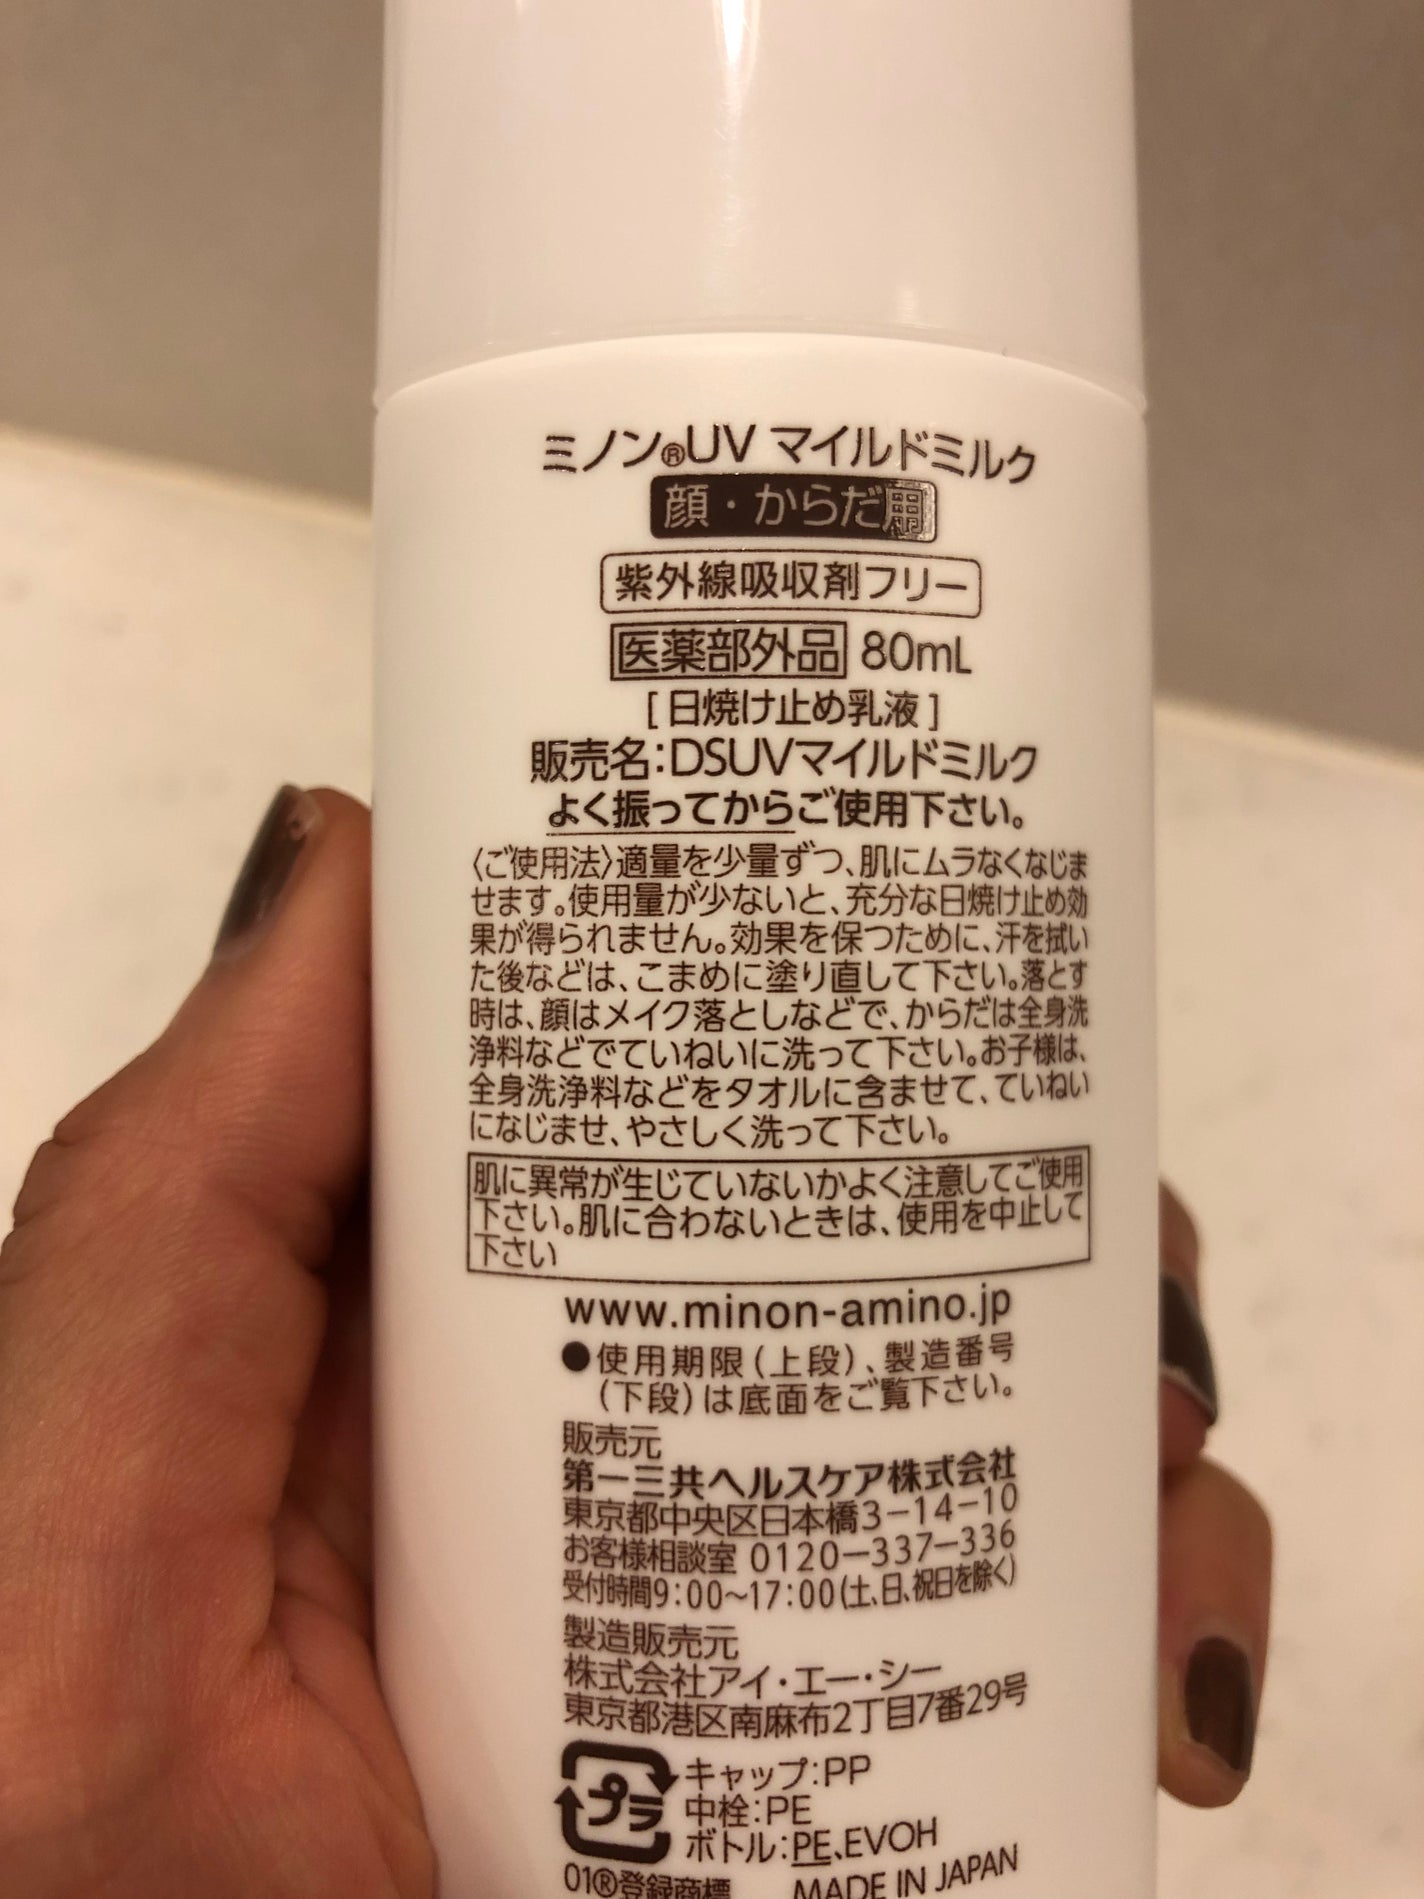 ミノン®UV マイルドミルク
顔・からだ用
紫外線吸収剤フリー
医薬部外品 80mL
[日焼け止め乳液]
販売名:DSUVマイルドミルク
よく振ってからご使用下さい。
〈ご使用法〉適量を少量ずつ、肌にムラなくなじま
せます。使用量が少ないと、充分な日焼け止め効
果が得られません。効果を保つために、汗を拭い
た後などは、こまめに塗り直して下さい。落とす
時は、顔はメイク落としなどで、からだは全身洗
浄料などでていねいに洗って下さい。お子様は、
全身洗浄料などをタオルに含ませて、ていねい
になじませ、やさしく洗って下さい。
肌に異常が生じていないかよく注意してご使用
下さい。肌に合わないときは、使用を中止して
下さい
www.minon-amino.jp
●使用期限(上段)、製造番号
(下段)は底面をご覧下さい。
販売元
第一三共ヘルスケア株式会社
東京都中央区日本橋3-14-10
お客様相談室 0120-337-336
受付時間9:00~17:00(土、日、祝日を除く)
製造販売元
株式会社アイ・エー・シー
東京都港区南麻布2丁目7番29号
プラ
キャップ:PP
中栓:PE
ボトル:PE、EVOH
01®登録商標 MADE IN JAPAN